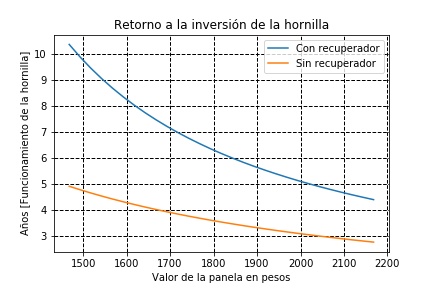 Retorno a la inversión de la hornilla
Con recuperador
Sin recuperador
Años [Funcionamiento de la hornilla]
10
9
8
7
6
5
4
3
1500 1600 1700 1800 1900 2000 2100 2200
Valor de la panela en pesos